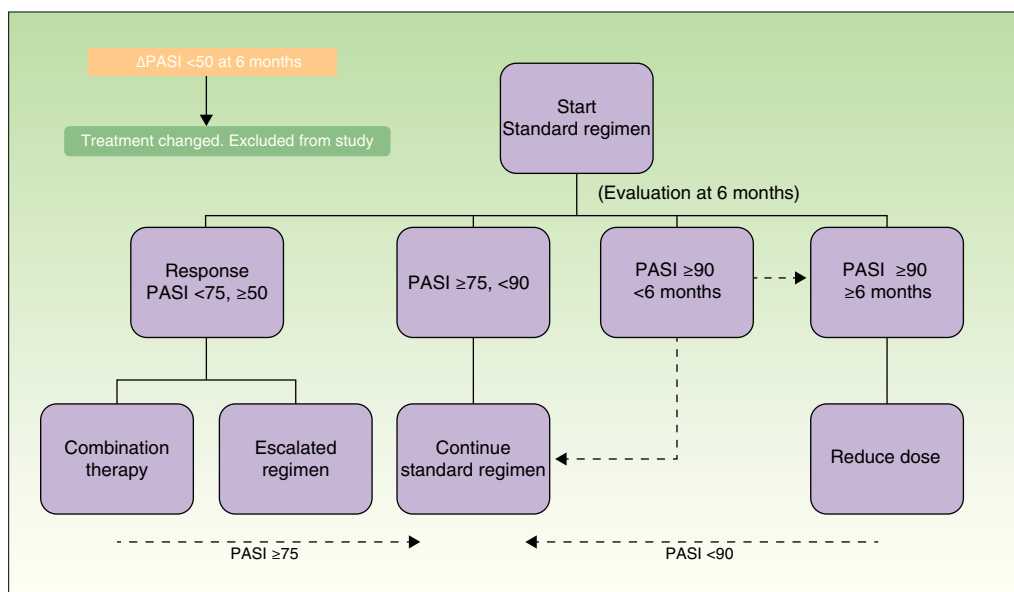 ΔPASI <50 at 6 months
Treatment changed. Excluded from study
Start
Standard regimen
(Evaluation at 6 months)
Response
PASI <75, ≥50
PASI ≥75, <90
PASI ≥90
<6 months
PASI ≥90
≥6 months
Combination
therapy
Escalated
regimen
Continue
standard regimen
Reduce dose
PASI ≥75
PASI <90